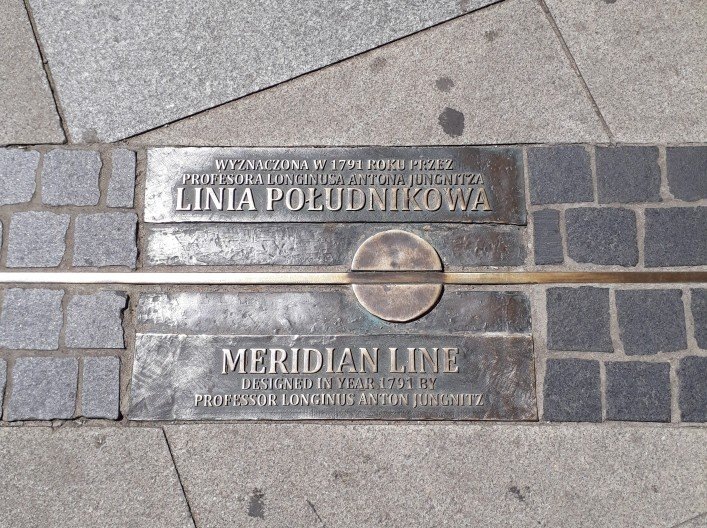 WYZNACZONA W 1791 ROKU PRZEZ
PROFESORA LONGINUSA ANTONA JUNGNITZA
LINIA POŁUDNIKOWA
MERIDIAN LINE
DESIGNED IN YEAR 1791 BY
PROFESSOR LONGINUS ANTON JUNGNITZ